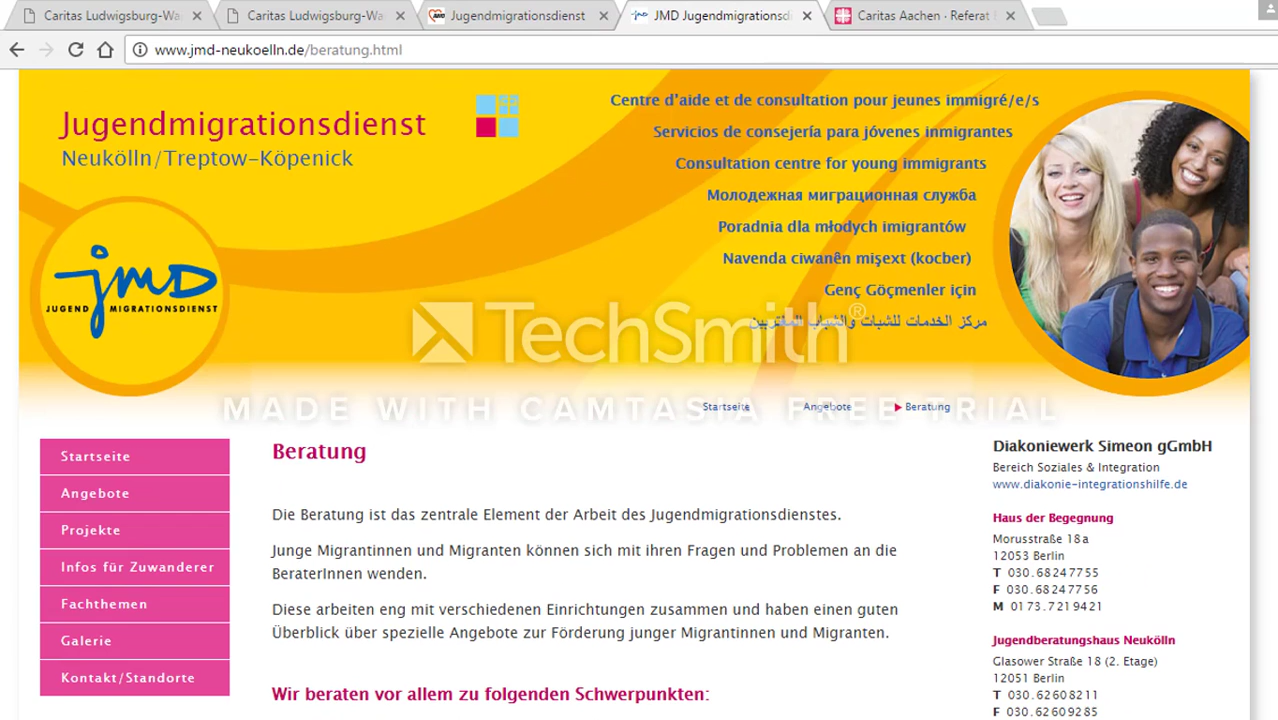 Caritas Ludwigsburg-Wa
Caritas Ludwigsburg-Wa
Jugendmigrationsdienst
JMD Jugendmigrationsd
Caritas Aachen · Referat
www.jmd-neukoelln.de/beratung.html
Jugendmigrationsdienst
Neukölln/Treptow-Köpenick
Centre d'aide et de consultation pour jeunes immigré/e/s
Servicios de consejería para jóvenes inmigrantes
Consultation centre for young immigrants
Молодежная миграционная служба
Poradnia dla młodych imigrantów
Navenda ciwanên mişext (kocber)
Genç Göçmenler için
مركز الخدمات للشبات والشباب
jmD
JUGEND MIGRATIONSDIENST
TechSmith®
MADE WITH CAMTASIA FREE TRIAL
Startseite Angebote Beratung
Startseite
Angebote
Projekte
Infos für Zuwanderer
Fachthemen
Galerie
Kontakt/Standorte
Beratung
Die Beratung ist das zentrale Element der Arbeit des Jugendmigrationsdienstes.
Junge Migrantinnen und Migranten können sich mit ihren Fragen und Problemen an die
BeraterInnen wenden.
Diese arbeiten eng mit verschiedenen Einrichtungen zusammen und haben einen guten
Überblick über spezielle Angebote zur Förderung junger Migrantinnen und Migranten.
Wir beraten vor allem zu folgenden Schwerpunkten:
Diakoniewerk Simeon gGmbH
Bereich Soziales & Integration
www.diakonie-integrationshilfe.de
Haus der Begegnung
Morusstraße 18a
12053 Berlin
T 030.68247755
F 030.68247756
M 0173.7219421
Jugendberatungshaus Neukölln
Glasower Straße 18 (2. Etage)
12051 Berlin
T 030.62608211
F 030.62609285